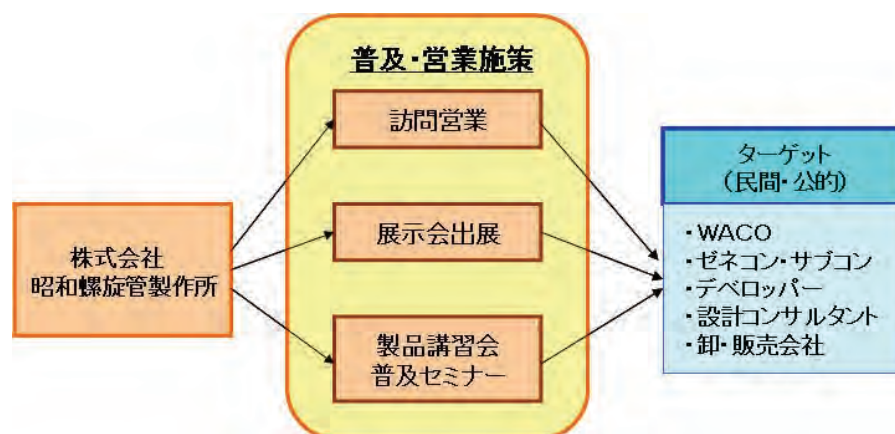 普及・営業施策
訪問営業
展示会出展
製品講習会
普及セミナー
株式会社
昭和螺旋管製作所
ターゲット
(民間・公的)
・WACO
・ゼネコン・サブコン
・デベロッパー
・設計コンサルタント
・卸・販売会社